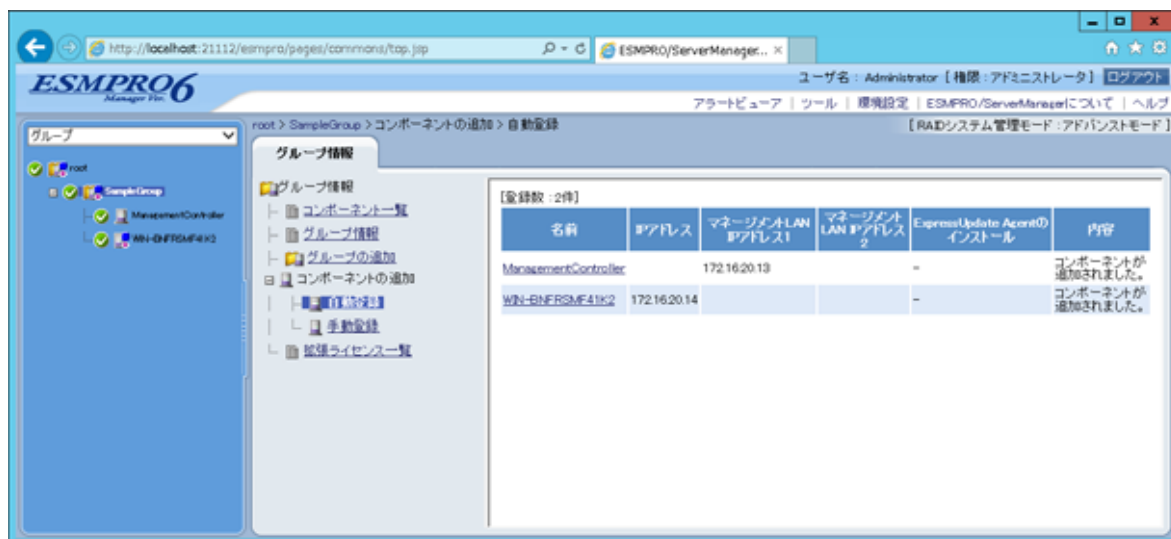 http://localhost:21112/esmpro/pages/commons/top.jsp
ESMPRO/ServerManager...
ESMPRO6
Manager Ver.
ユーザ名 : Administrator [ 権限 : アドミニストレータ ] ログアウト
アラートビューア | ツール | 環境設定 | ESMPRO/ServerManagerについて | ヘルプ
グループ
root > SampleGroup > コンポーネントの追加 > 自動登録
[ RAIDシステム管理モード : アドバンストモード ]
グループ情報
root
SampleGroup
ManagementController
WIN-BNFRSMF41K2
グループ情報
コンポーネント一覧
グループ情報
グループの追加
コンポーネントの追加
自動登録
手動登録
拡張ライセンス一覧
[登録数 : 2件]
名前 IPアドレス マネージメントLAN IPアドレス1 マネージメントLAN IPアドレス2 ExpressUpdate Agentのインストール 内容
ManagementController 172.16.20.13 - コンポーネントが追加されました。
WIN-BNFRSMF41K2 172.16.20.14 - コンポーネントが追加されました。